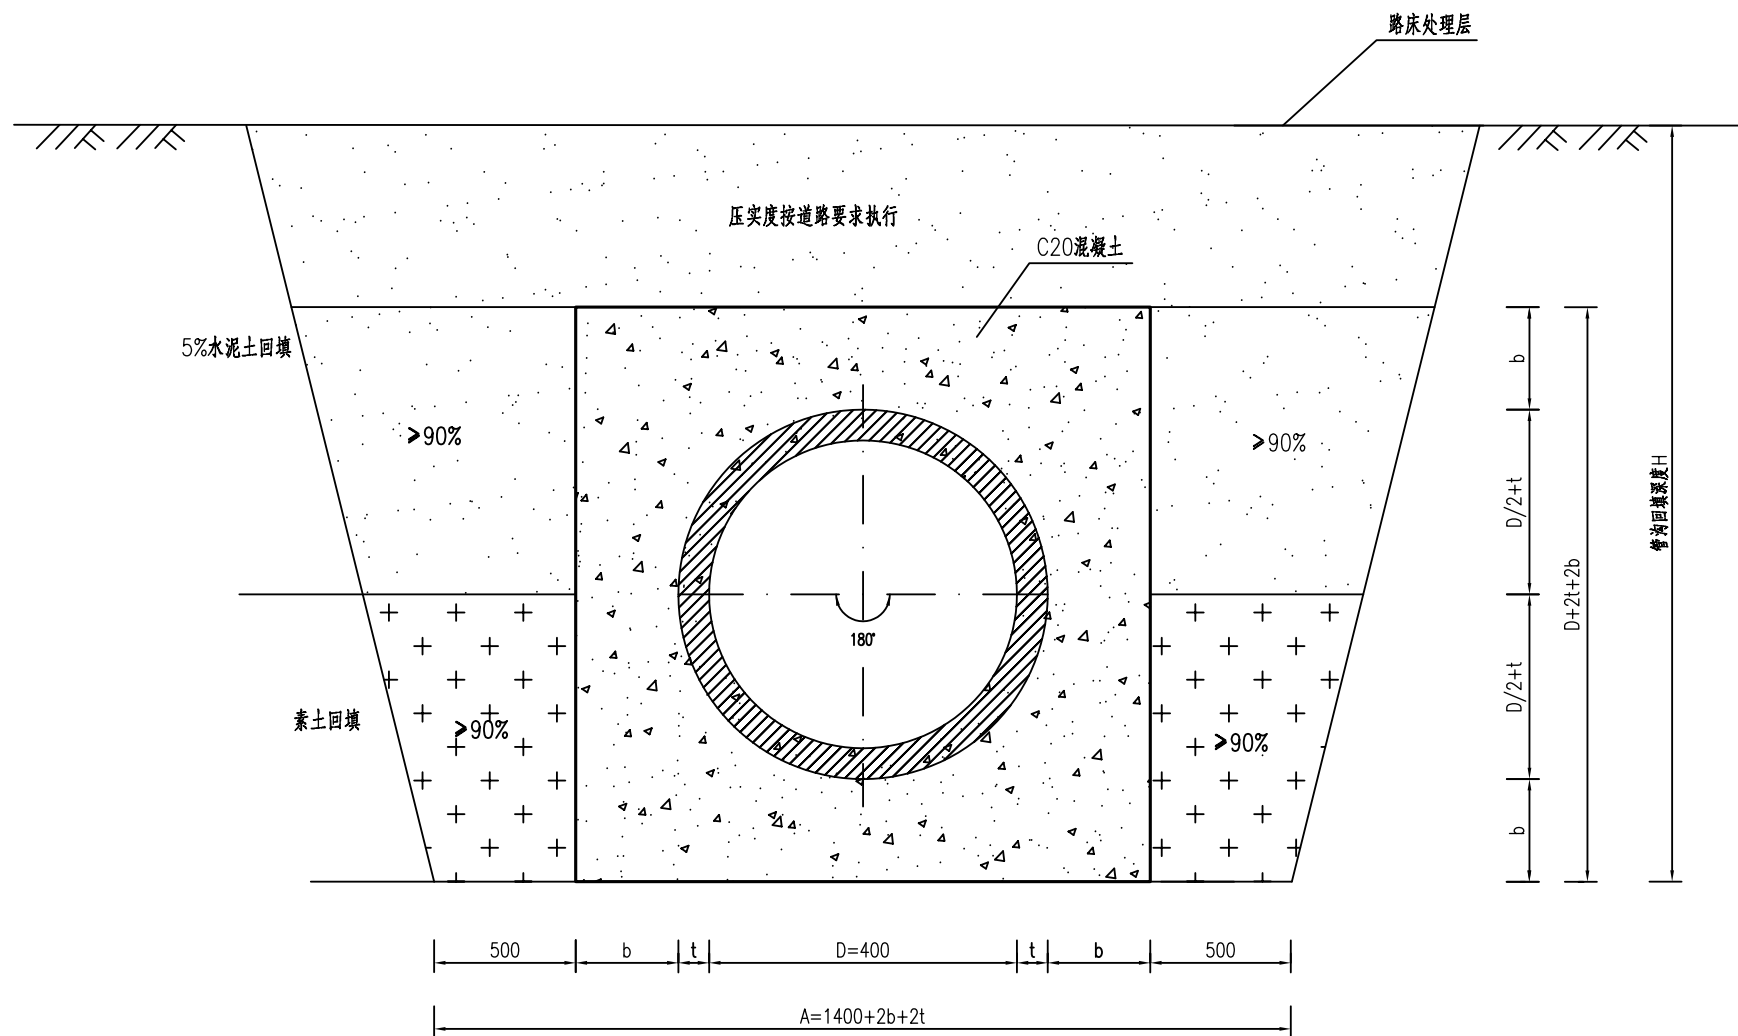 路床处理层
压实度按道路要求执行
C20混凝土
5%水泥土回填
≥90%
≥90%
180°
素土回填
≥90%
≥90%
b
D/2+t
D/2+t
b
D+2t+2b
管沟回填深度H
500
b
t
D=400
t
b
500
A=1400+2b+2t